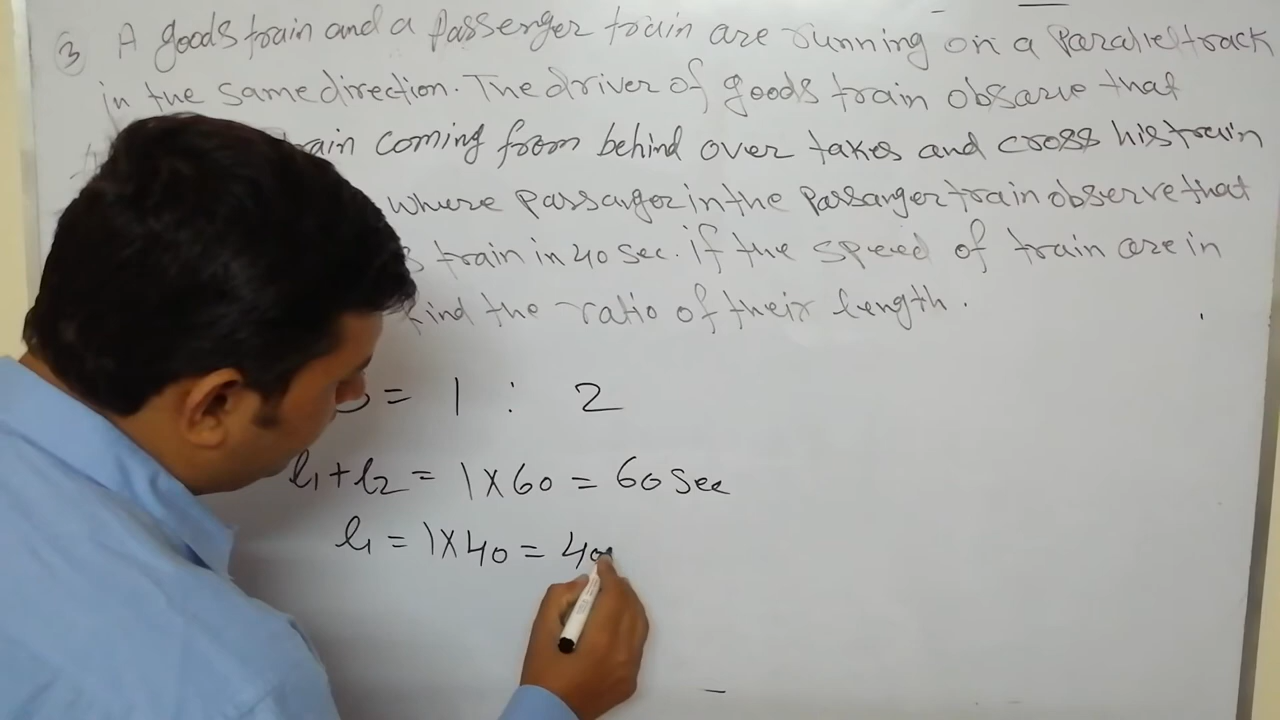 3 A goods train and a Passenger train are running on a Parallel track
in the same direction. The driver of goods train obsarve that
coming from behind over takes and cross his train
where passanger in the Passanger train observe that
train in 40 sec. if the speed of train are in
find the ratio of their length.
= 1 : 2
l1 + l2 = 1 X 60 = 60 Sec
l1 = 1 X 40 = 40